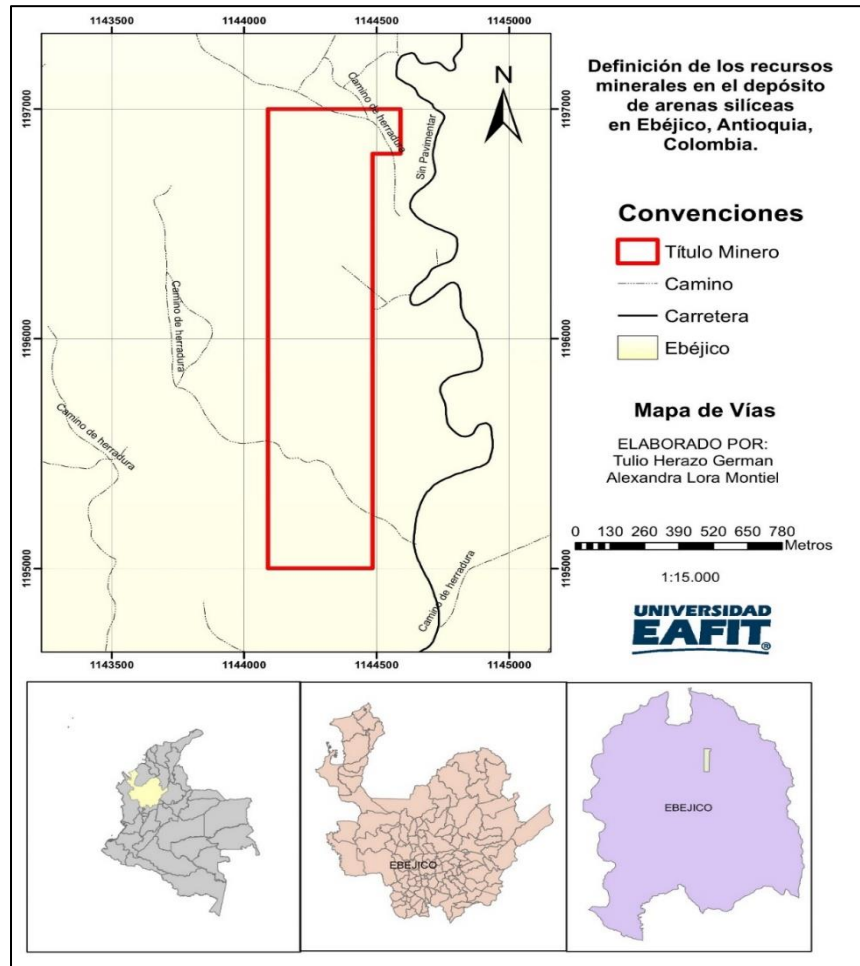 1143500 1144000 1144500 1145000
1197000
1197000
Camino de herradura
Sin Pavimentar
Camino de herradura
1196000
1196000
Camino de herradura
Camino de herradura
1195000
1195000
1143500 1144000 1144500 1145000
N
Definición de los recursos
minerales en el depósito
de arenas silíceas
en Ebéjico, Antioquia,
Colombia.
Convenciones
Título Minero
Camino
Carretera
Ebéjico
Mapa de Vías
ELABORADO POR:
Tulio Herazo German
Alexandra Lora Montiel
0 130 260 390 520 650 780
Metros
1:15.000
UNIVERSIDAD
EAFIT®
EBEJICO
EBEJICO